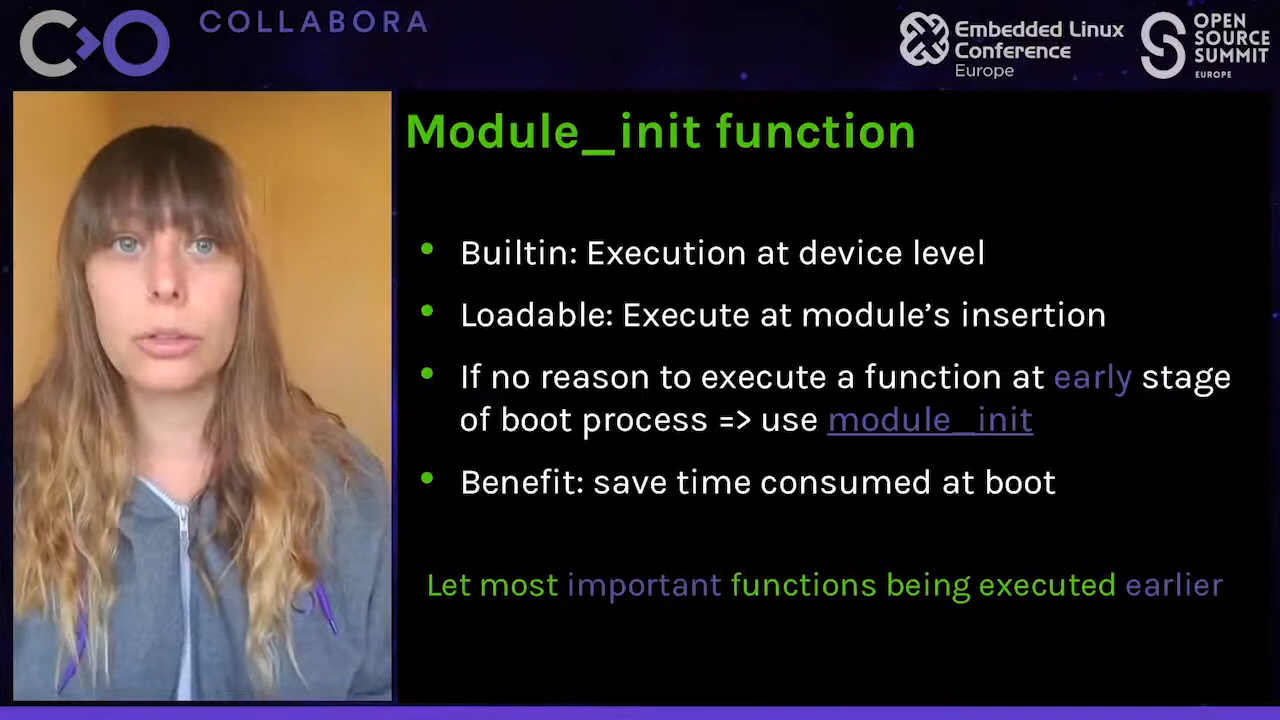 COLLABORA
Embedded Linux
Conference
Europe
OPEN
SOURCE
SUMMIT
EUROPE
Module_init function
Builtin: Execution at device level
Loadable: Execute at module’s insertion
If no reason to execute a function at early stage
of boot process => use module_init
Benefit: save time consumed at boot
Let most important functions being executed earlier